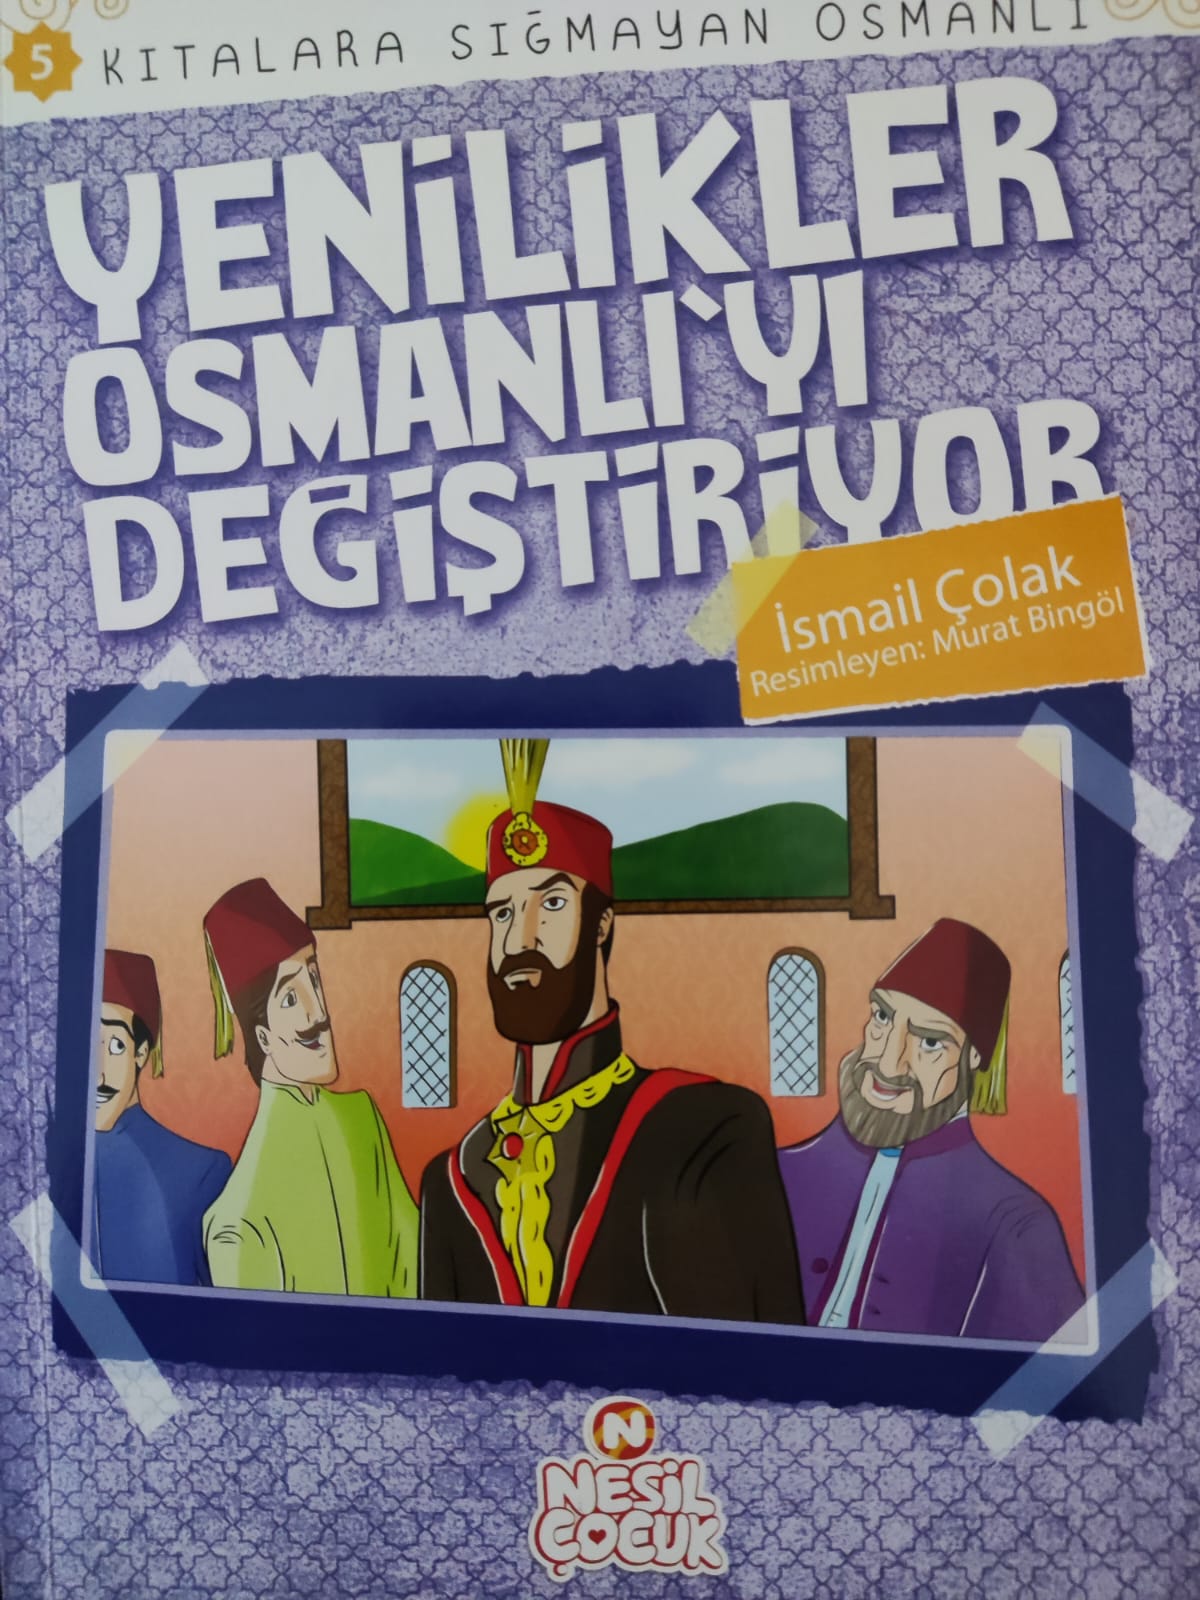 5 KITALARA SIĞMAYAN OSMANLI
YENİLİKLER
OSMANLI'YI
DEĞİŞTİRİYOR
İsmail Çolak
Resimleyen: Murat Bingöl
N
NESİL
ÇOCUK